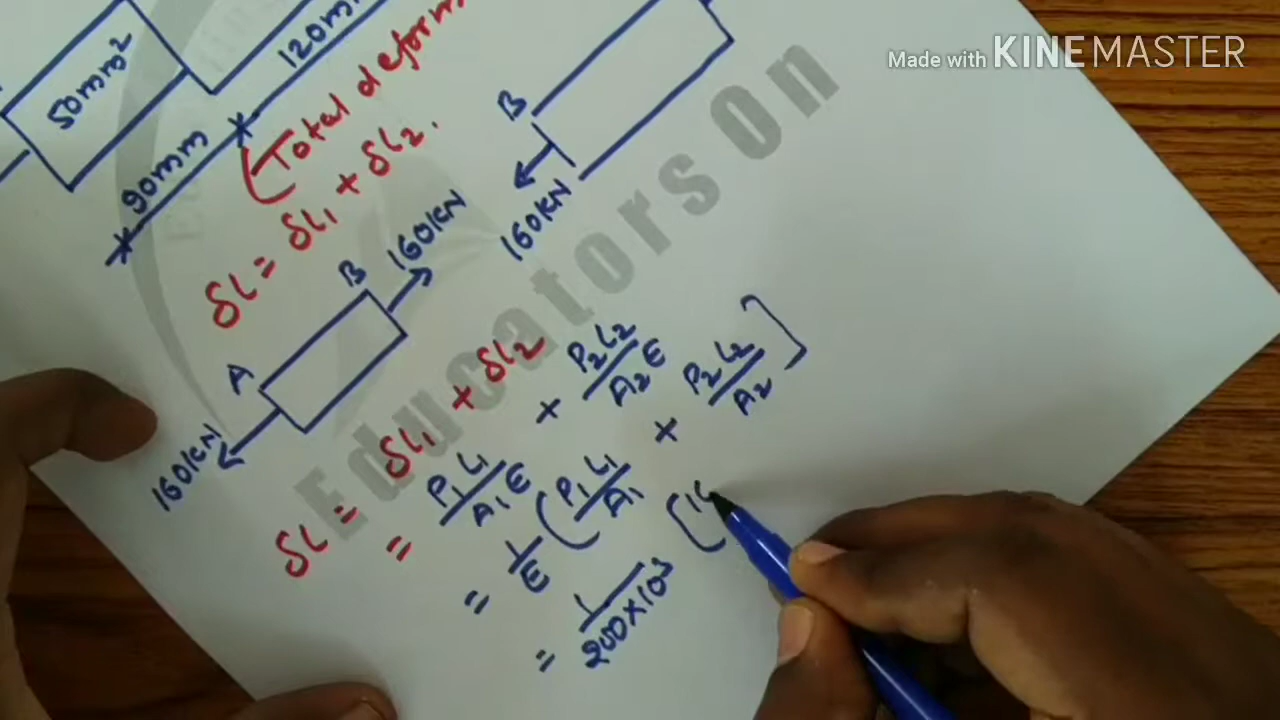 Made with KINEMASTER
50mm²
120mm
90mm
(Total deform
δL = δL₁ + δL₂.
B
160KN
A B
160KN
160KN
δL = δL₁ + δL₂
= P₁L₁/A₁E + P₂L₂/A₂E
= 1/E (P₁L₁/A₁ + P₂L₂/A₂]
= 1/200×10³ [1
Educators On